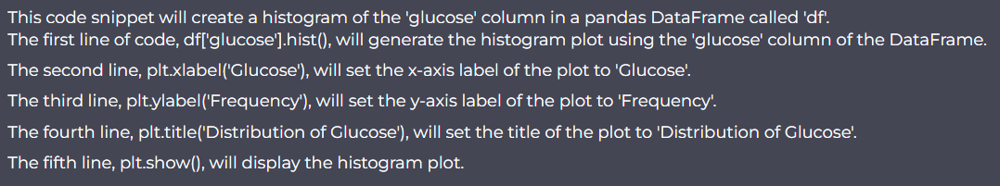 This code snippet will create a histogram of the 'glucose' column in a pandas DataFrame called 'df'.
The first line of code, df['glucose'].hist(), will generate the histogram plot using the 'glucose' column of the DataFrame.
The second line, plt.xlabel('Glucose'), will set the x-axis label of the plot to 'Glucose'.
The third line, plt.ylabel('Frequency'), will set the y-axis label of the plot to 'Frequency'.
The fourth line, plt.title('Distribution of Glucose'), will set the title of the plot to 'Distribution of Glucose'.
The fifth line, plt.show(), will display the histogram plot.